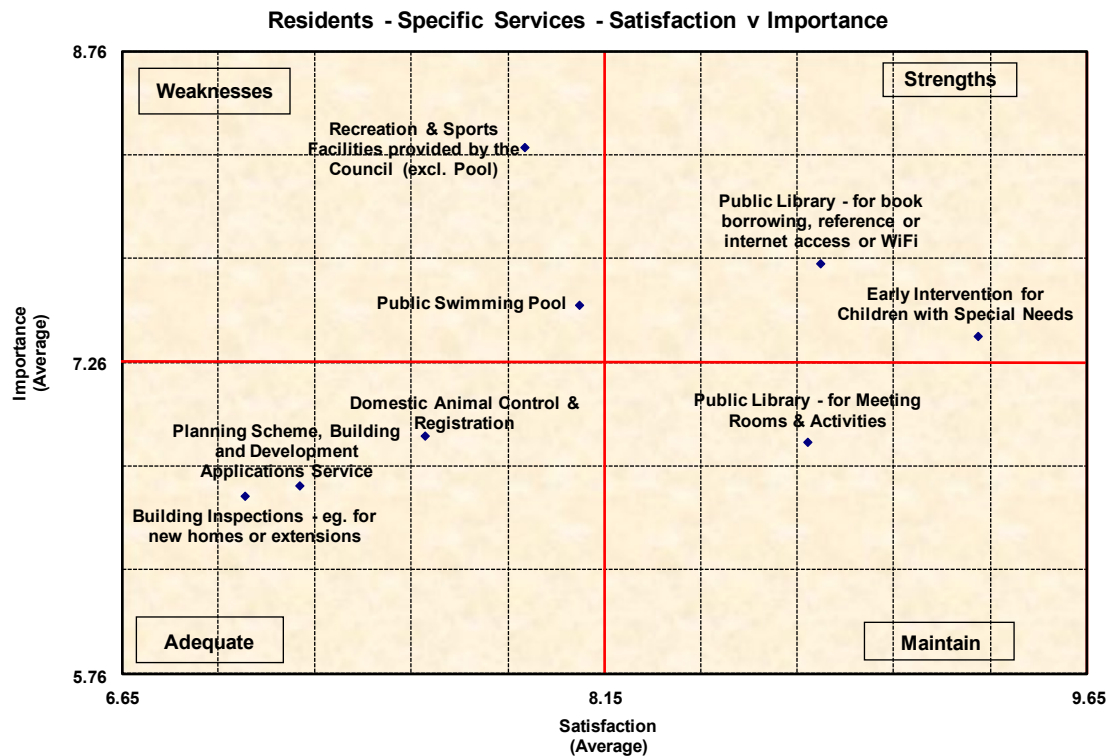 Residents - Specific Services - Satisfaction v Importance
8.76
Weaknesses
Strengths
Recreation & Sports
Facilities provided by the
Council (excl. Pool)
Public Library - for book
borrowing, reference or
internet access or WiFi
Public Swimming Pool
Early Intervention for
Children with Special Needs
Importance
(Average)
7.26
Domestic Animal Control &
Registration
Public Library - for Meeting
Rooms & Activities
Planning Scheme, Building
and Development
Applications Service
Building Inspections - eg. for
new homes or extensions
Adequate
Maintain
5.76
6.65
8.15
9.65
Satisfaction
(Average)